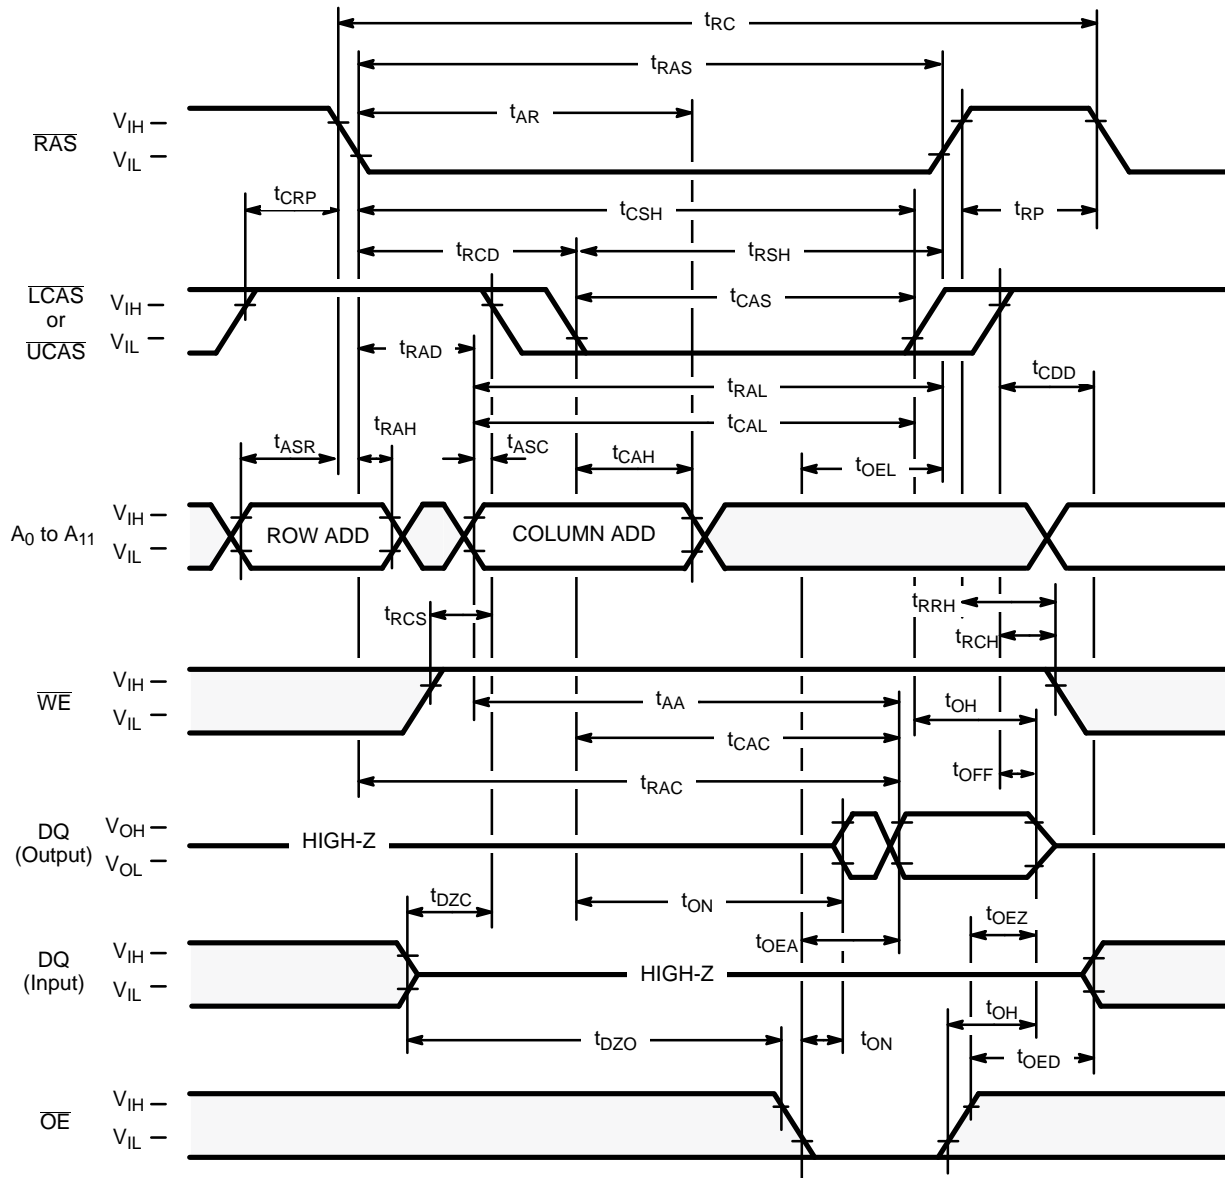 tRC
tRAS
tAR
RAS
VIH
VIL
tCRP
tCSH
tRP
tRCD
tRSH
LCAS
or
UCAS
VIH
VIL
tCAS
tRAD
tCDD
tRAL
tCAL
tASR
tRAH
tASC
tCAH
tOEL
A0 to A11
VIH
VIL
ROW ADD
COLUMN ADD
tRCS
tRRH
tRCH
WE
VIH
VIL
tAA
tOH
tCAC
tOFF
tRAC
DQ
(Output)
VOH
VOL
HIGH-Z
tDZC
tON
tOEZ
tOEA
DQ
(Input)
VIH
VIL
HIGH-Z
tOH
tDZO
tON
tOED
OE
VIH
VIL